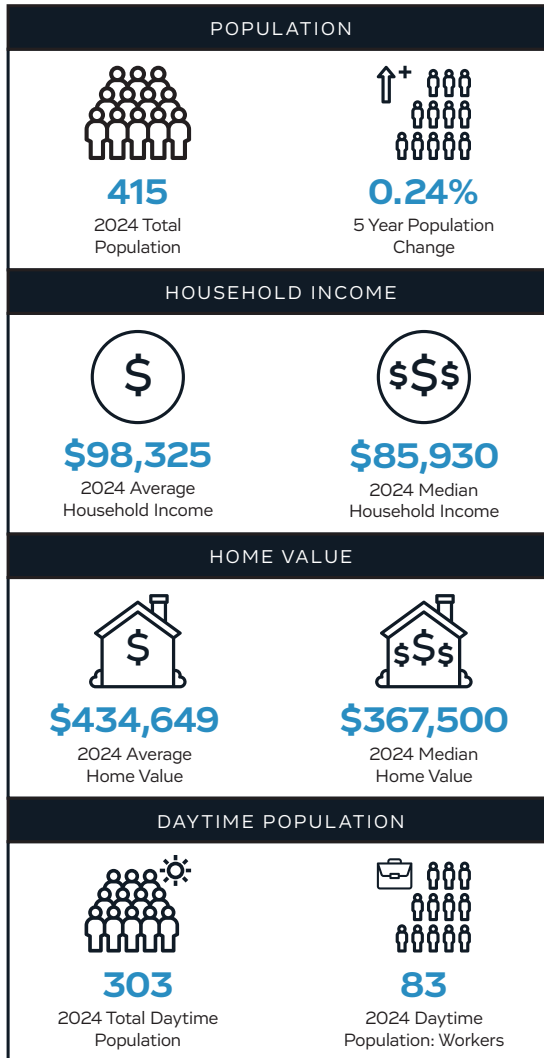 POPULATION
415
2024 Total
Population
0.24%
5 Year Population
Change
HOUSEHOLD INCOME
$
$98,325
2024 Average
Household Income
$$$
$85,930
2024 Median
Household Income
HOME VALUE
$
$434,649
2024 Average
Home Value
$$$
$367,500
2024 Median
Home Value
DAYTIME POPULATION
303
2024 Total Daytime
Population
83
2024 Daytime
Population: Workers